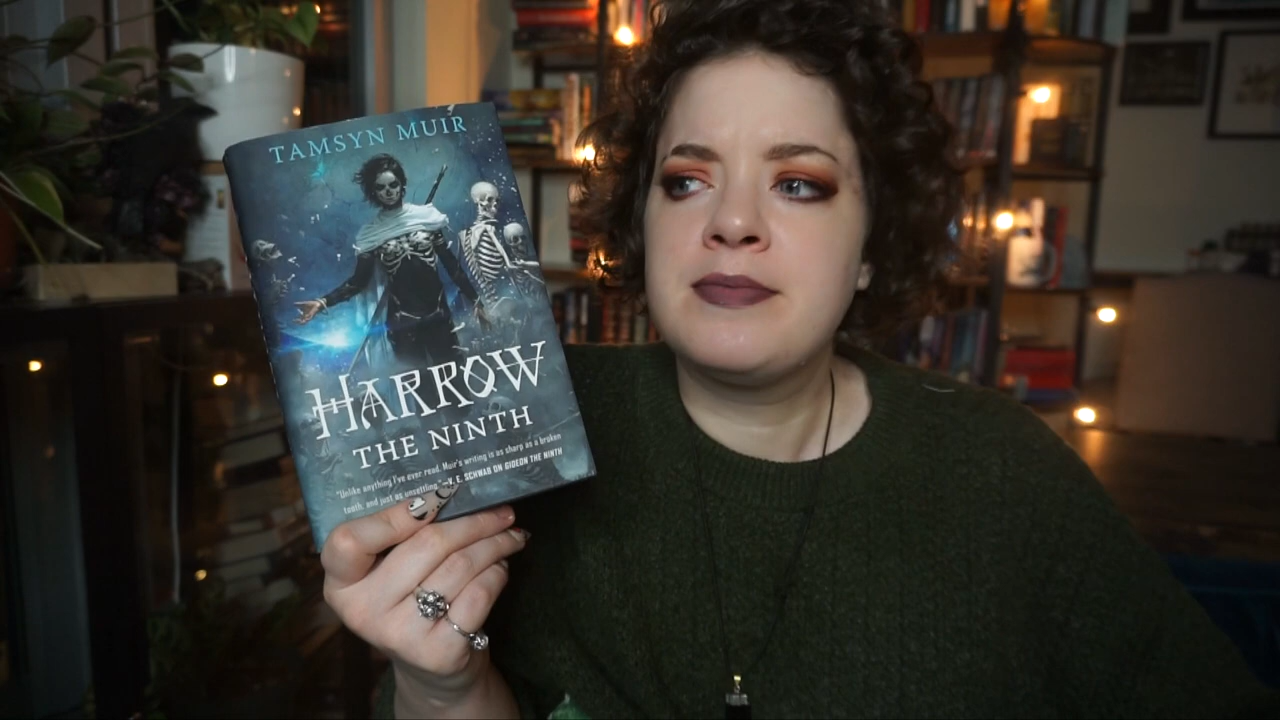 TAMSYN MUIR
HARROW
THE NINTH
"Unlike anything I've ever read. Muir's writing is as sharp as a broken
tooth, and just as unsettling." —V. E. SCHWAB ON GIDEON THE NINTH